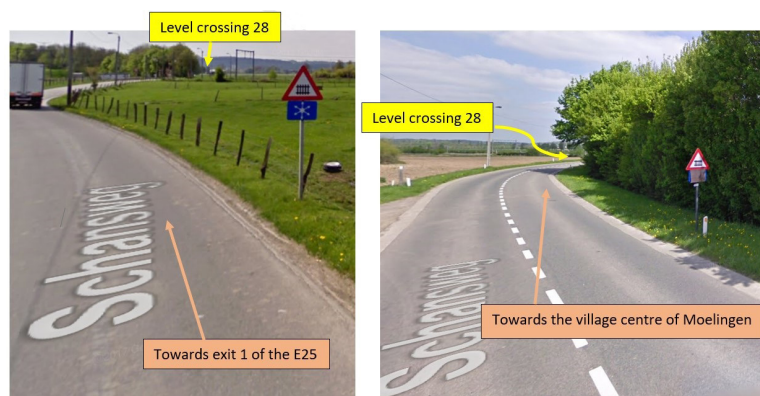 Level crossing 28
Schansweg
Towards exit 1 of the E25
Level crossing 28
Schansweg
Towards the village centre of Moelingen